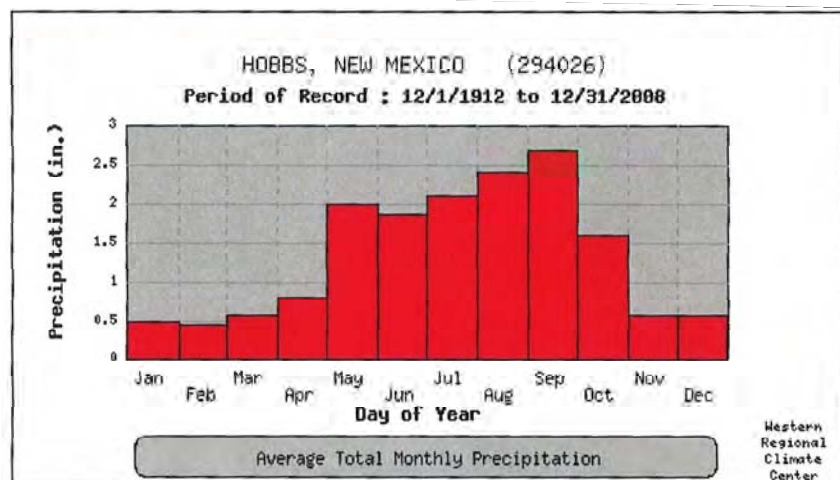 HOBBS, NEW MEXICO (294026)
Period of Record : 12/1/1912 to 12/31/2008
Precipitation (in.)
3
2.5
2
1.5
1
0.5
0
Jan Feb Mar Apr May Jun Jul Aug Sep Oct Nov Dec
Day of Year
Average Total Monthly Precipitation
Western
Regional
Climate
Center